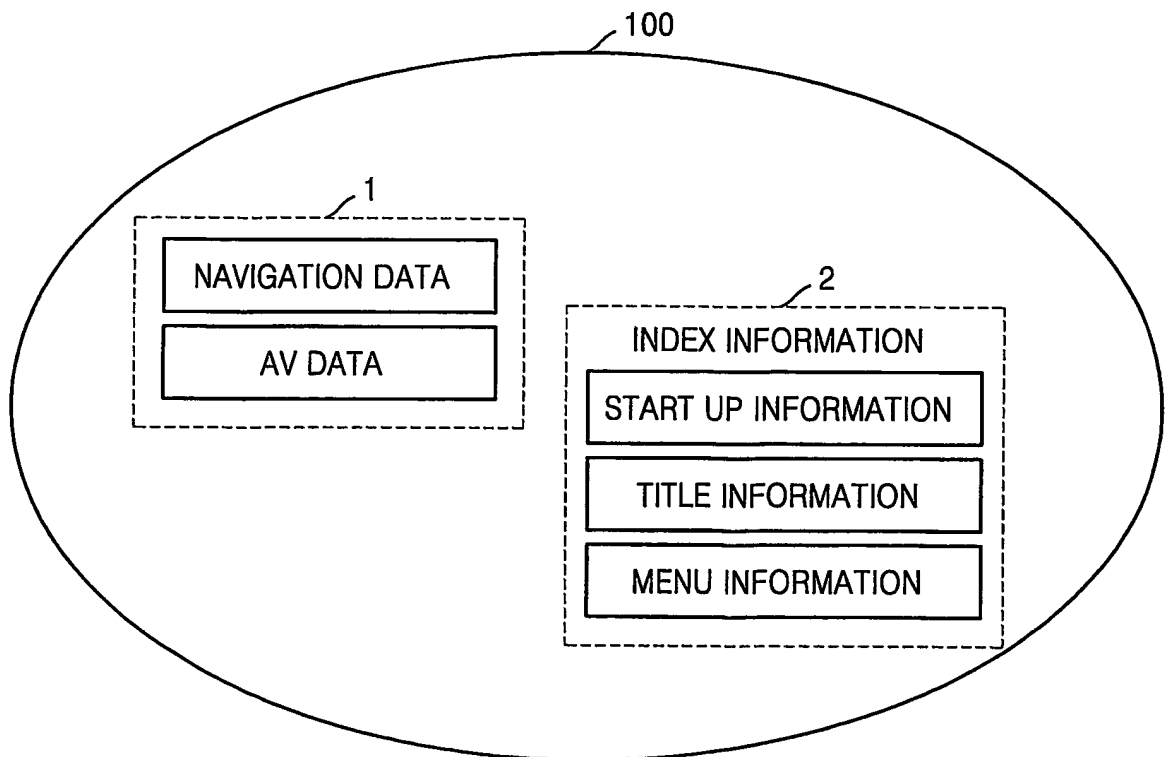 100
1
NAVIGATION DATA
AV DATA
2
INDEX INFORMATION
START UP INFORMATION
TITLE INFORMATION
MENU INFORMATION